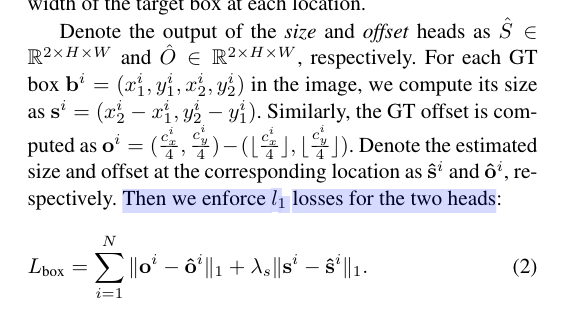 width of the target box at each location.
Denote the output of the size and offset heads as Ŝ ∈
ℝ^{2×H×W} and Ô ∈ ℝ^{2×H×W}, respectively. For each GT
box b^i = (x_1^i, y_1^i, x_2^i, y_2^i) in the image, we compute its size
as s^i = (x_2^i − x_1^i, y_2^i − y_1^i). Similarly, the GT offset is com-
puted as o^i = (c_x^i/4, c_y^i/4) − (⌊c_x^i/4⌋, ⌊c_y^i/4⌋). Denote the estimated
size and offset at the corresponding location as ŝ^i and ô^i, re-
spectively. Then we enforce l_1 losses for the two heads:
L_box = ∑_{i=1}^{N} ‖o^i − ô^i‖_1 + λ_s‖s^i − ŝ^i‖_1. (2)